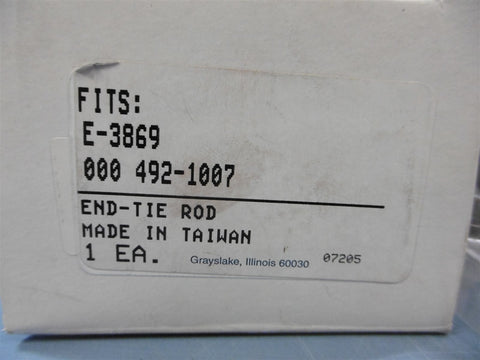 FITS:
E-3869
000 492-1007
END-TIE ROD
MADE IN TAIWAN
1 EA.
Grayslake, Illinois 60030 07205